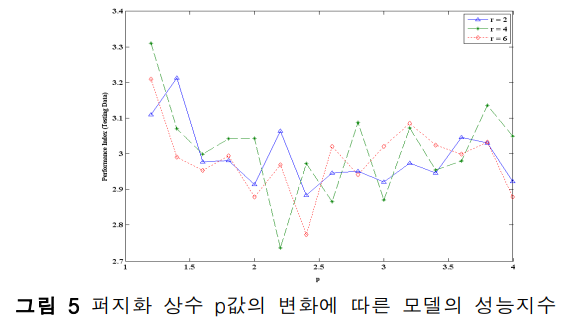 3.4
3.3
3.2
3.1
3
2.9
2.8
2.7
Performance Index (Testing Data)
r = 2
r = 4
r = 6
1
1.5
2
2.5
3
3.5
4
p
그림 5 퍼지화 상수 p값의 변화에 따른 모델의 성능지수